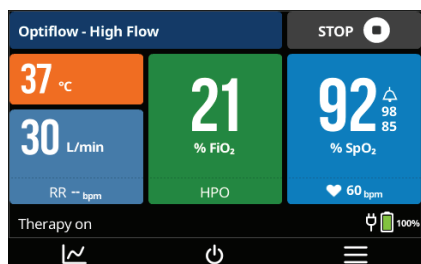 Optiflow - High Flow
STOP
37 °C
30 L/min
RR -- bpm
21
% FiO₂
HPO
92
98
85
% SpO₂
60 bpm
Therapy on
100%